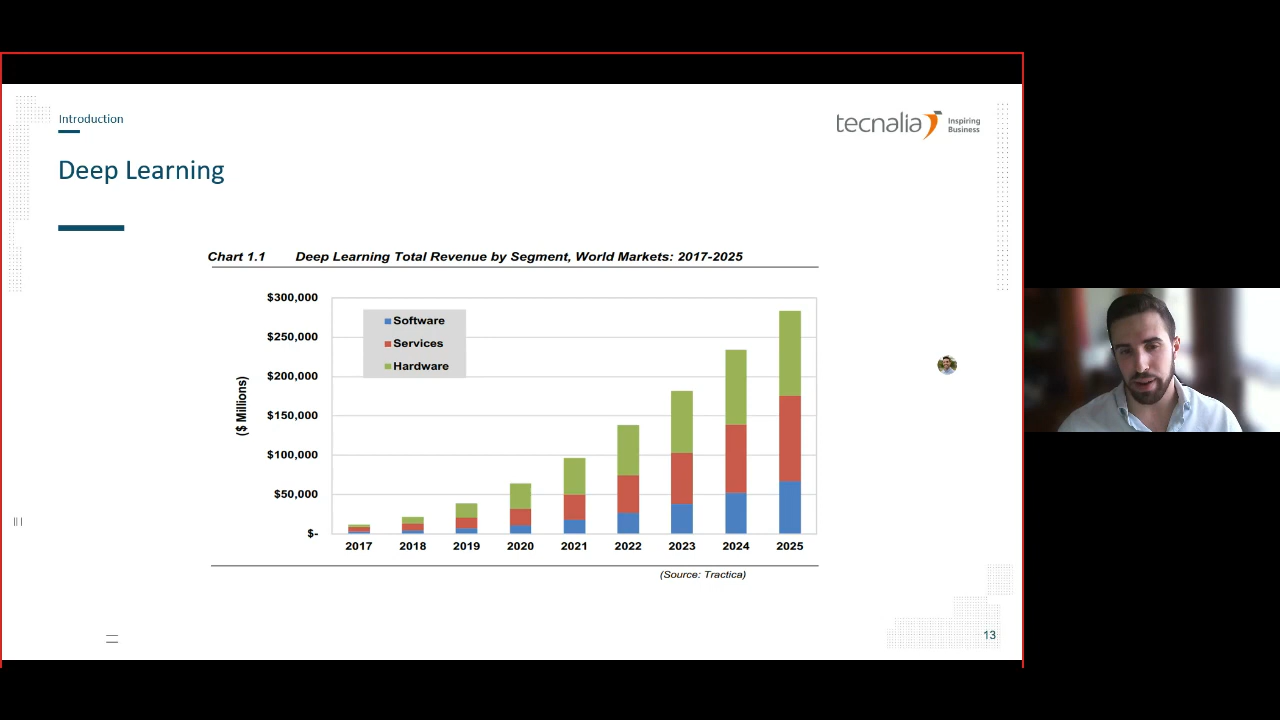 Introduction
tecnalia Inspiring
Business
Deep Learning
Chart 1.1 Deep Learning Total Revenue by Segment, World Markets: 2017-2025
$300,000
$250,000
$200,000
$150,000
$100,000
$50,000
$-
($ Millions)
Software
Services
Hardware
2017 2018 2019 2020 2021 2022 2023 2024 2025
(Source: Tractica)
13